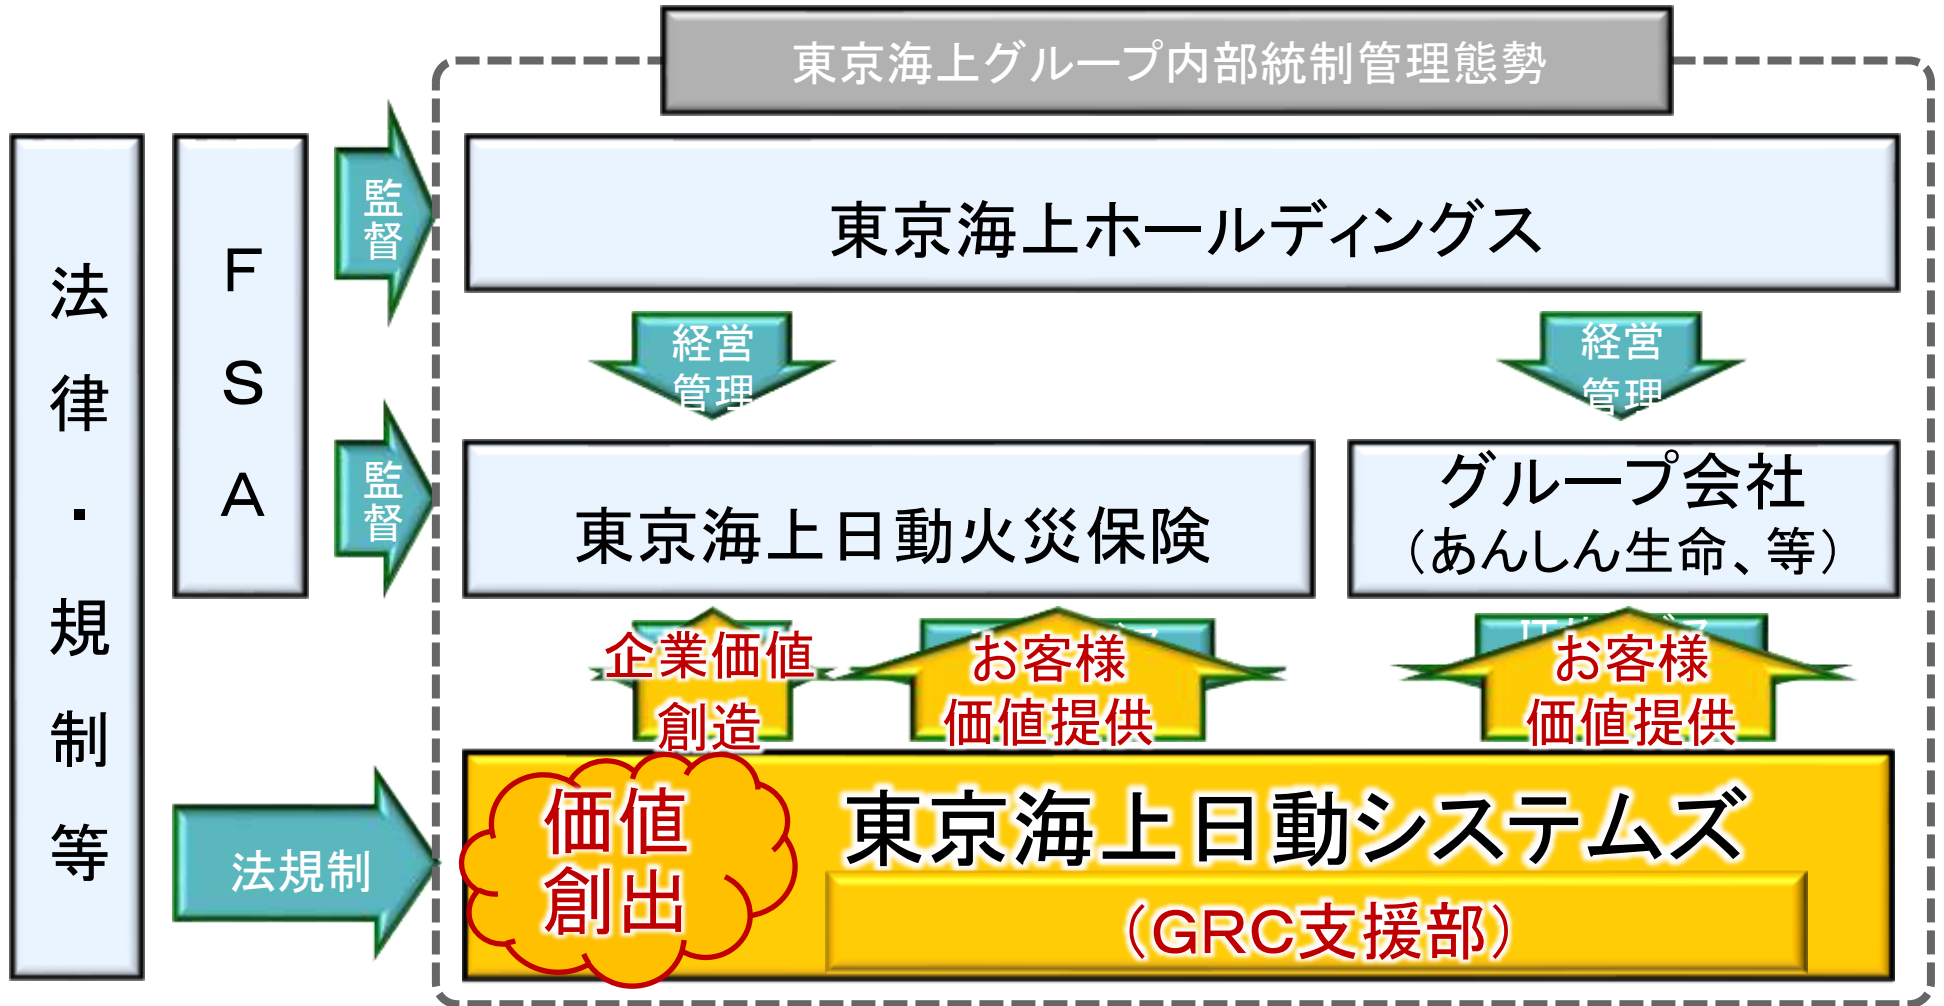 東京海上グループ内部統制管理態勢
法律・規制等
FSA
監督
東京海上ホールディングス
経営
管理
経営
管理
監督
東京海上日動火災保険
グループ会社
（あんしん生命、等）
企業価値
創造
お客様
価値提供
お客様
価値提供
法規制
価値
創出
東京海上日動システムズ
（GRC支援部）